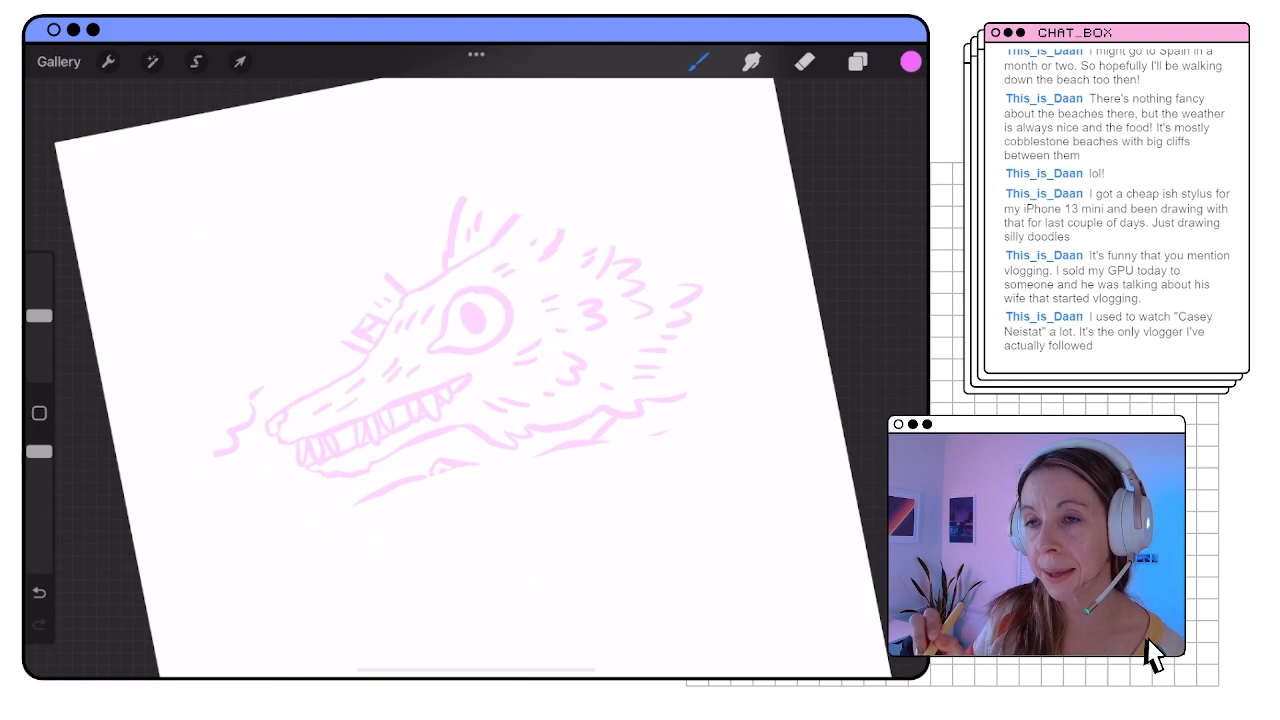 Gallery
CHAT_BOX
This_is_Daan I might go to Spain in a
month or two. So hopefully I'll be walking
down the beach too then!
This_is_Daan There's nothing fancy
about the beaches there, but the weather
is always nice and the food! It's mostly
cobblestone beaches with big cliffs
between them
This_is_Daan lol!
This_is_Daan I got a cheap ish stylus for
my iPhone 13 mini and been drawing with
that for last couple of days. Just drawing
silly doodles
This_is_Daan It's funny that you mention
vlogging. I sold my GPU today to
someone and he was talking about his
wife that started vlogging.
This_is_Daan I used to watch "Casey
Neistat" a lot. It's the only vlogger I've
actually followed